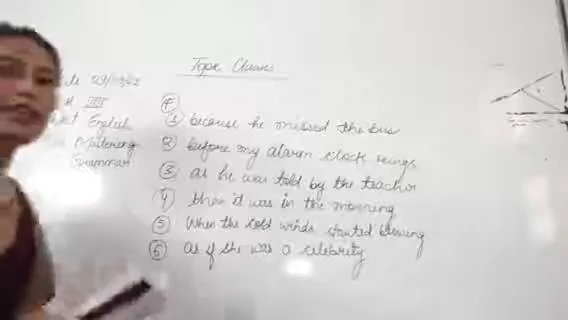 Topic Clauses
VIII
English
Mastering
Grammar
① because he missed the bus
② before my alarm clock rings
③ as he was told by the teacher
④ than it was in the morning
⑤ When the cold winds started blowing
⑥ as if she was a celebrity